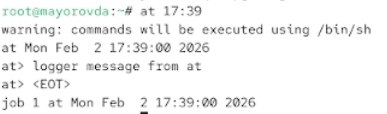 root@mayorovda:~# at 17:39
warning: commands will be executed using /bin/sh
at Mon Feb  2 17:39:00 2026
at> logger message from at
at> <EOT>
job 1 at Mon Feb  2 17:39:00 2026